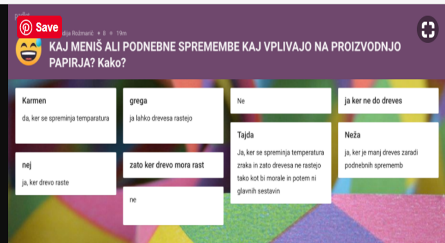 Save
19m
KAJ MENIŠ ALI PODNEBNE SPREMEMBE KAJ VPLIVAJO NA PROIZVODNJO
PAPIRJA? Kako?
Karmen
da, ker se spreminja temparatura
grega
ja lahko drevesa rastejo
Ne
ja ker ne do dreves
Tajda
Ja, ker se spreminja temperatura
zraka in zato drevesa ne rastejo
tako kot bi morale in potem ni
glavnih sestavin
Neža
ja, ker je manj dreves zaradi
podnebnih sprememb
nej
ja, ker drevo raste
zato ker drevo mora rast
ne